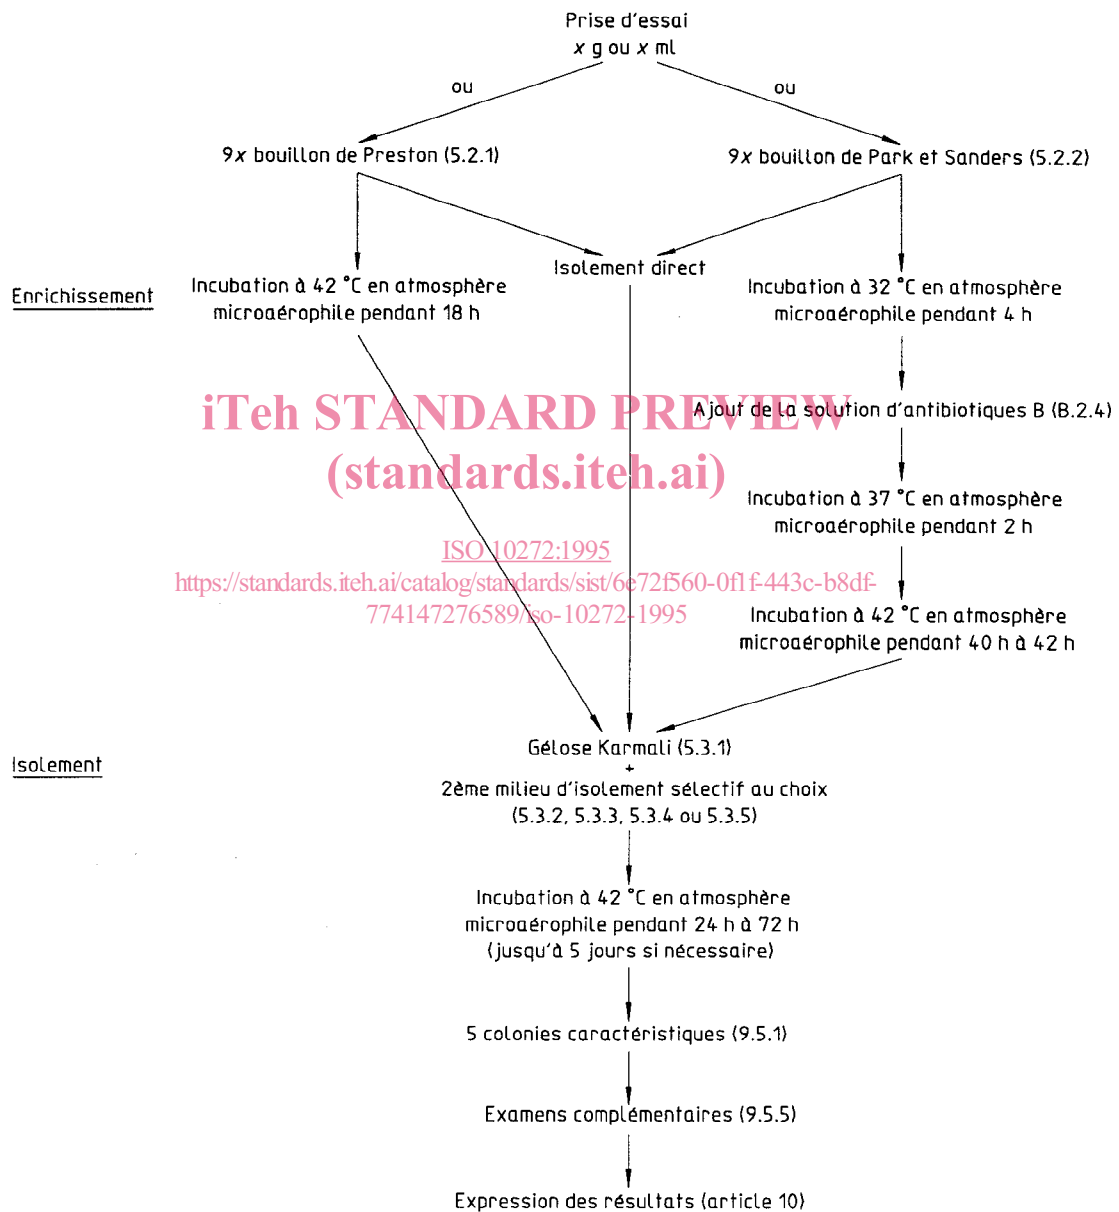 Prise d'essai
x g ou x ml
ou
ou
9x bouillon de Preston (5.2.1)
9x bouillon de Park et Sanders (5.2.2)
Isolement direct
Enrichissement
Incubation à 42 °C en atmosphère
microaérophile pendant 18 h
Incubation à 32 °C en atmosphère
microaérophile pendant 4 h
iTeh STANDARD PREVIEW
Ajout de la solution d'antibiotiques B (B.2.4)
(standards.iteh.ai)
Incubation à 37 °C en atmosphère
microaérophile pendant 2 h
ISO 10272:1995
https://standards.iteh.ai/catalog/standards/sist/6e72f560-0f1f-443c-b8df-
774147276589/iso-10272-1995
Incubation à 42 °C en atmosphère
microaérophile pendant 40 h à 42 h
Isolement
Gélose Karmali (5.3.1)
+
2ème milieu d'isolement sélectif au choix
(5.3.2, 5.3.3, 5.3.4 ou 5.3.5)
Incubation à 42 °C en atmosphère
microaérophile pendant 24 h à 72 h
(jusqu'à 5 jours si nécessaire)
5 colonies caractéristiques (9.5.1)
Examens complémentaires (9.5.5)
Expression des résultats (article 10)